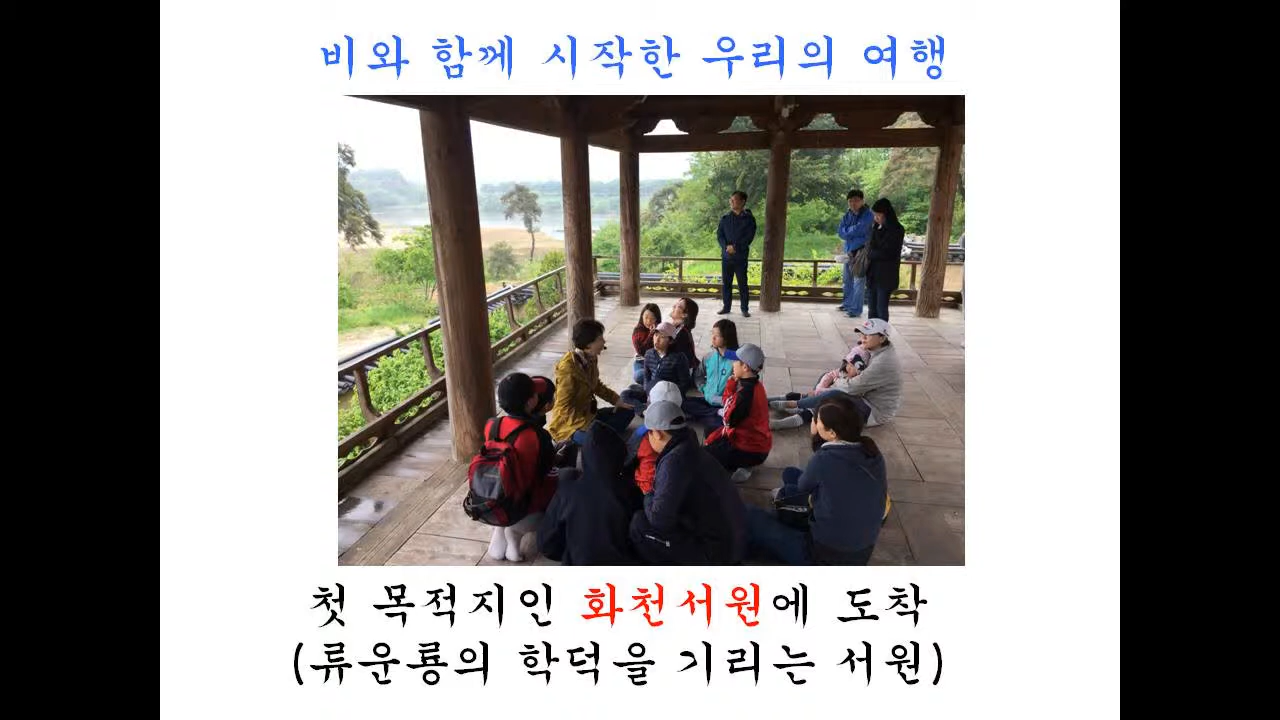 비와 함께 시작한 우리의 여행
첫 목적지인 화천서원에 도착
(류운룡의 학덕을 기리는 서원)